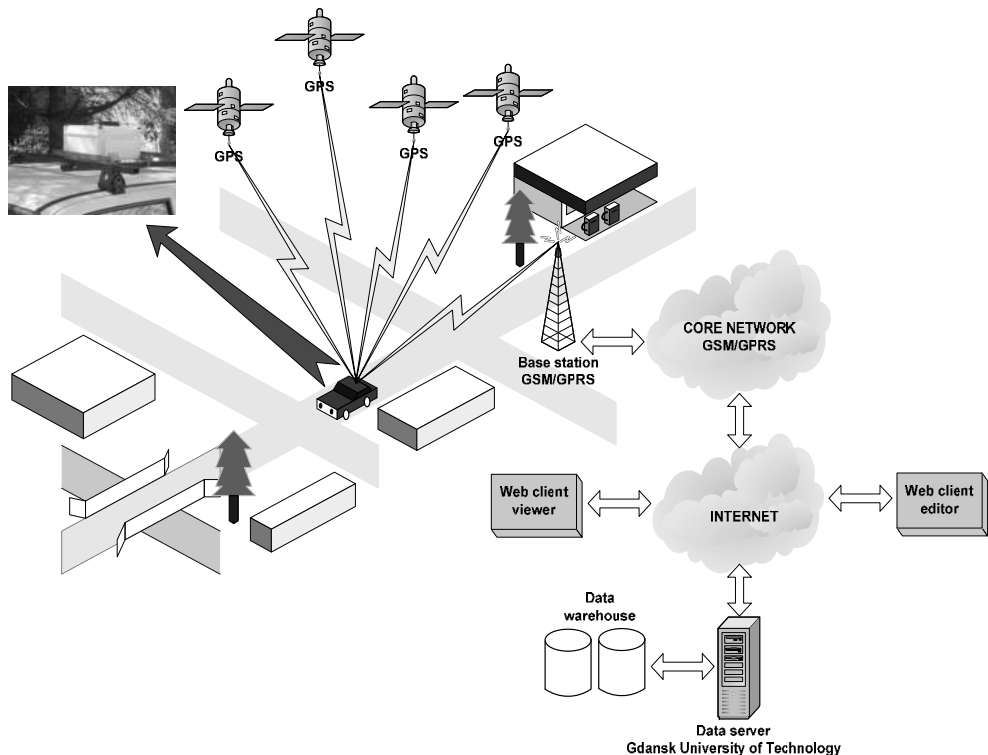 GPS
GPS
GPS
GPS
CORE NETWORK
GSM/GPRS
Base station
GSM/GPRS
Web client
viewer
INTERNET
Web client
editor
Data
warehouse
Data server
Gdansk University of Technology